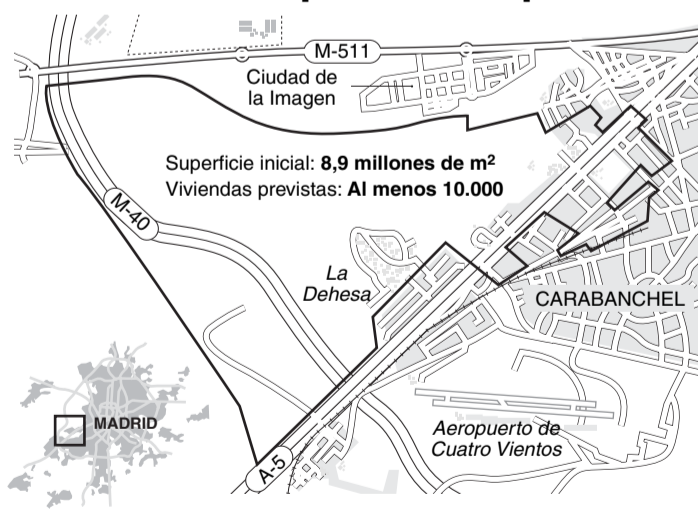 M-511
Ciudad de
la Imagen
Superficie inicial: 8,9 millones de m²
Viviendas previstas: Al menos 10.000
M-40
La
Dehesa
CARABANCHEL
MADRID
Aeropuerto de
Cuatro Vientos
A-5